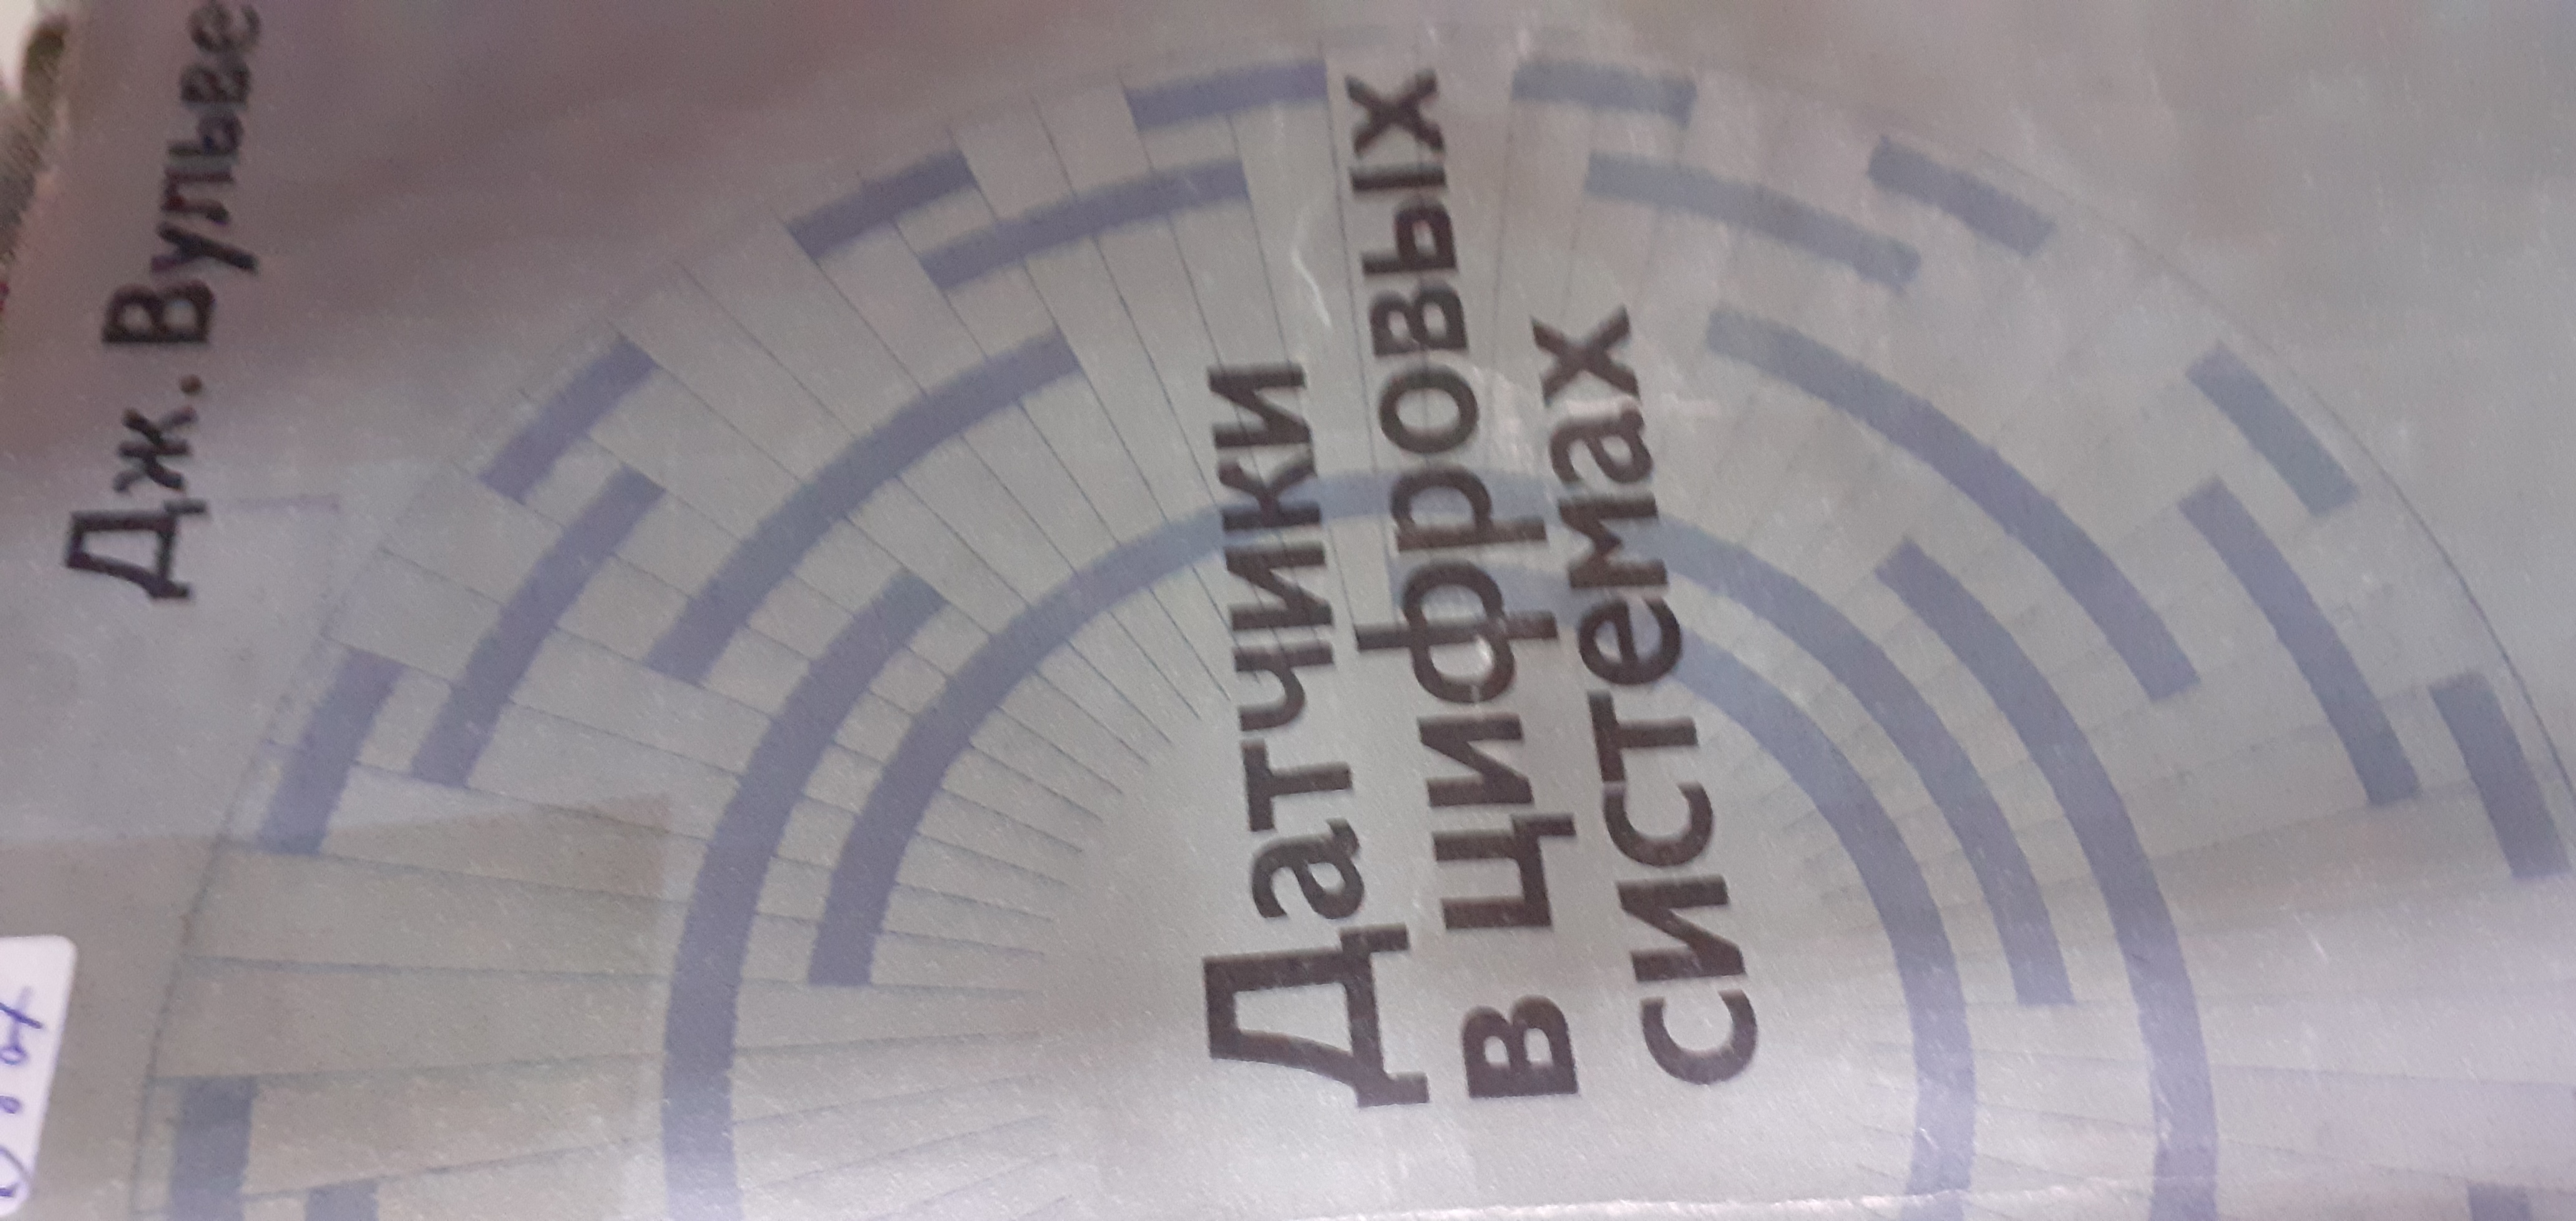 Дж. Вульве
Датчики
в цифровых
системах